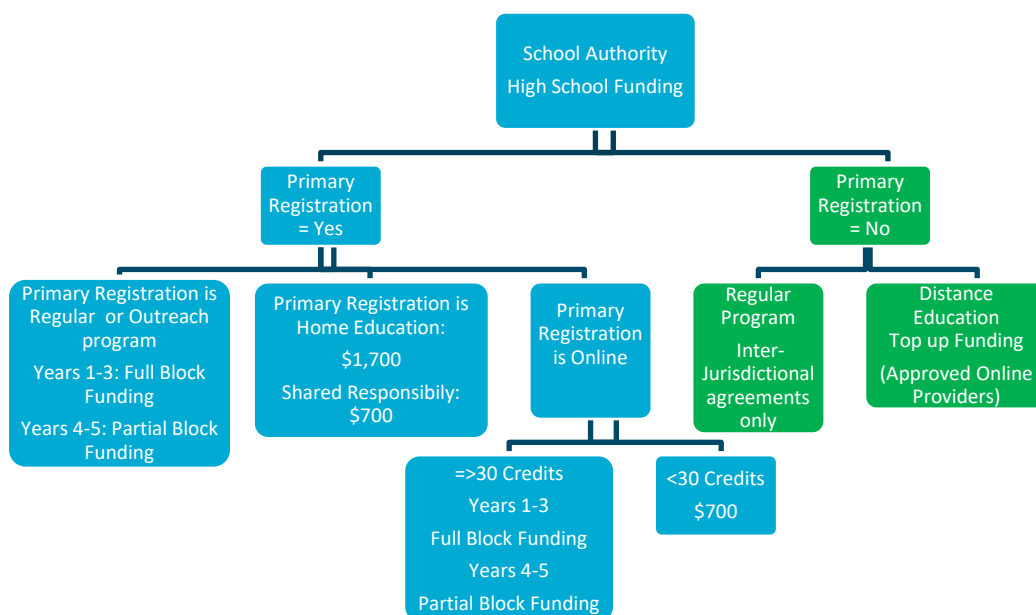 School Authority
High School Funding
Primary
Registration
= Yes
Primary
Registration
= No
Primary Registration is
Regular or Outreach
program
Years 1-3: Full Block
Funding
Years 4-5: Partial Block
Funding
Primary Registration is
Home Education:
$1,700
Shared Responsibily:
$700
Primary
Registration
is Online
Regular
Program
Inter-
Jurisdictional
agreements
only
Distance
Education
Top up Funding
(Approved Online
Providers)
=>30 Credits
Years 1-3
Full Block Funding
Years 4-5
Partial Block Funding
<30 Credits
$700